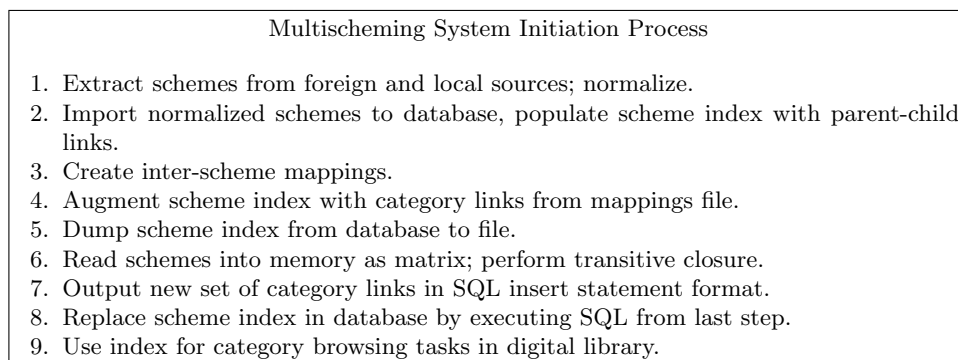 Multischeming System Initiation Process
1. Extract schemes from foreign and local sources; normalize.
2. Import normalized schemes to database, populate scheme index with parent-child
links.
3. Create inter-scheme mappings.
4. Augment scheme index with category links from mappings file.
5. Dump scheme index from database to file.
6. Read schemes into memory as matrix; perform transitive closure.
7. Output new set of category links in SQL insert statement format.
8. Replace scheme index in database by executing SQL from last step.
9. Use index for category browsing tasks in digital library.